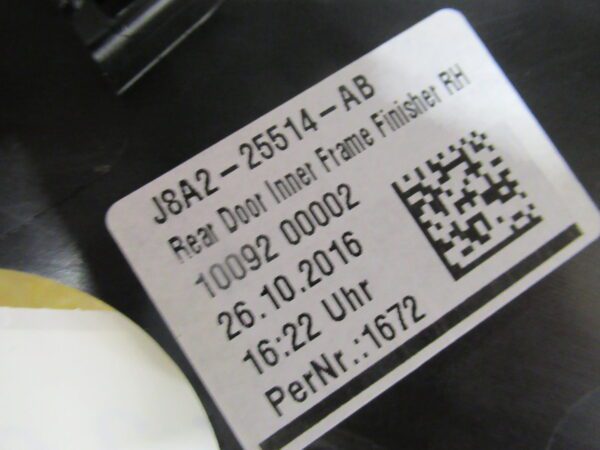 J8A2-25514-AB
Rear Door Inner Frame Finisher RH
10092 00002
26.10.2016
16:22 Uhr
PerNr.:1672